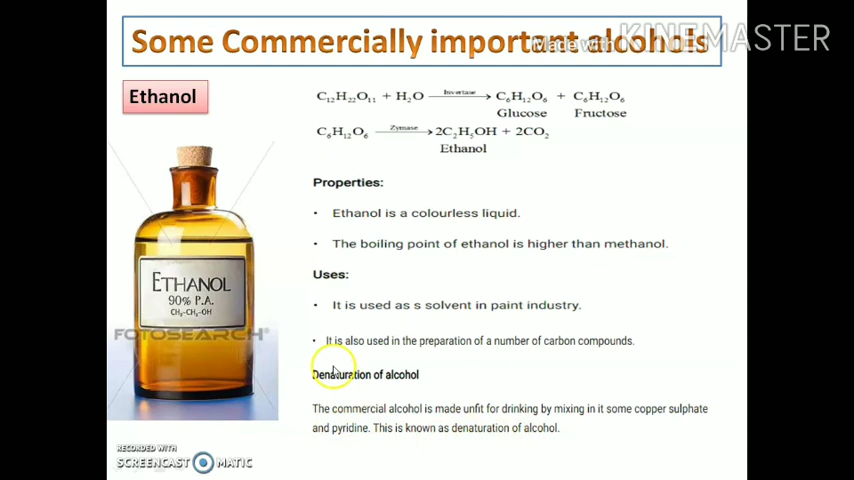 Some Commercially important alcohols
Made with KINEMASTER
Ethanol
C₁₂H₂₂O₁₁ + H₂O —Invertase→ C₆H₁₂O₆ + C₆H₁₂O₆
Glucose Fructose
C₆H₁₂O₆ —Zymase→ 2C₂H₅OH + 2CO₂
Ethanol
Properties:
• Ethanol is a colourless liquid.
• The boiling point of ethanol is higher than methanol.
Uses:
• It is used as s solvent in paint industry.
• It is also used in the preparation of a number of carbon compounds.
Denaturation of alcohol
The commercial alcohol is made unfit for drinking by mixing in it some copper sulphate
and pyridine. This is known as denaturation of alcohol.
ETHANOL
90% P.A.
CH₃-CH₂-OH
FOTOSEARCH®
RECORDED WITH
SCREENCAST MATIC